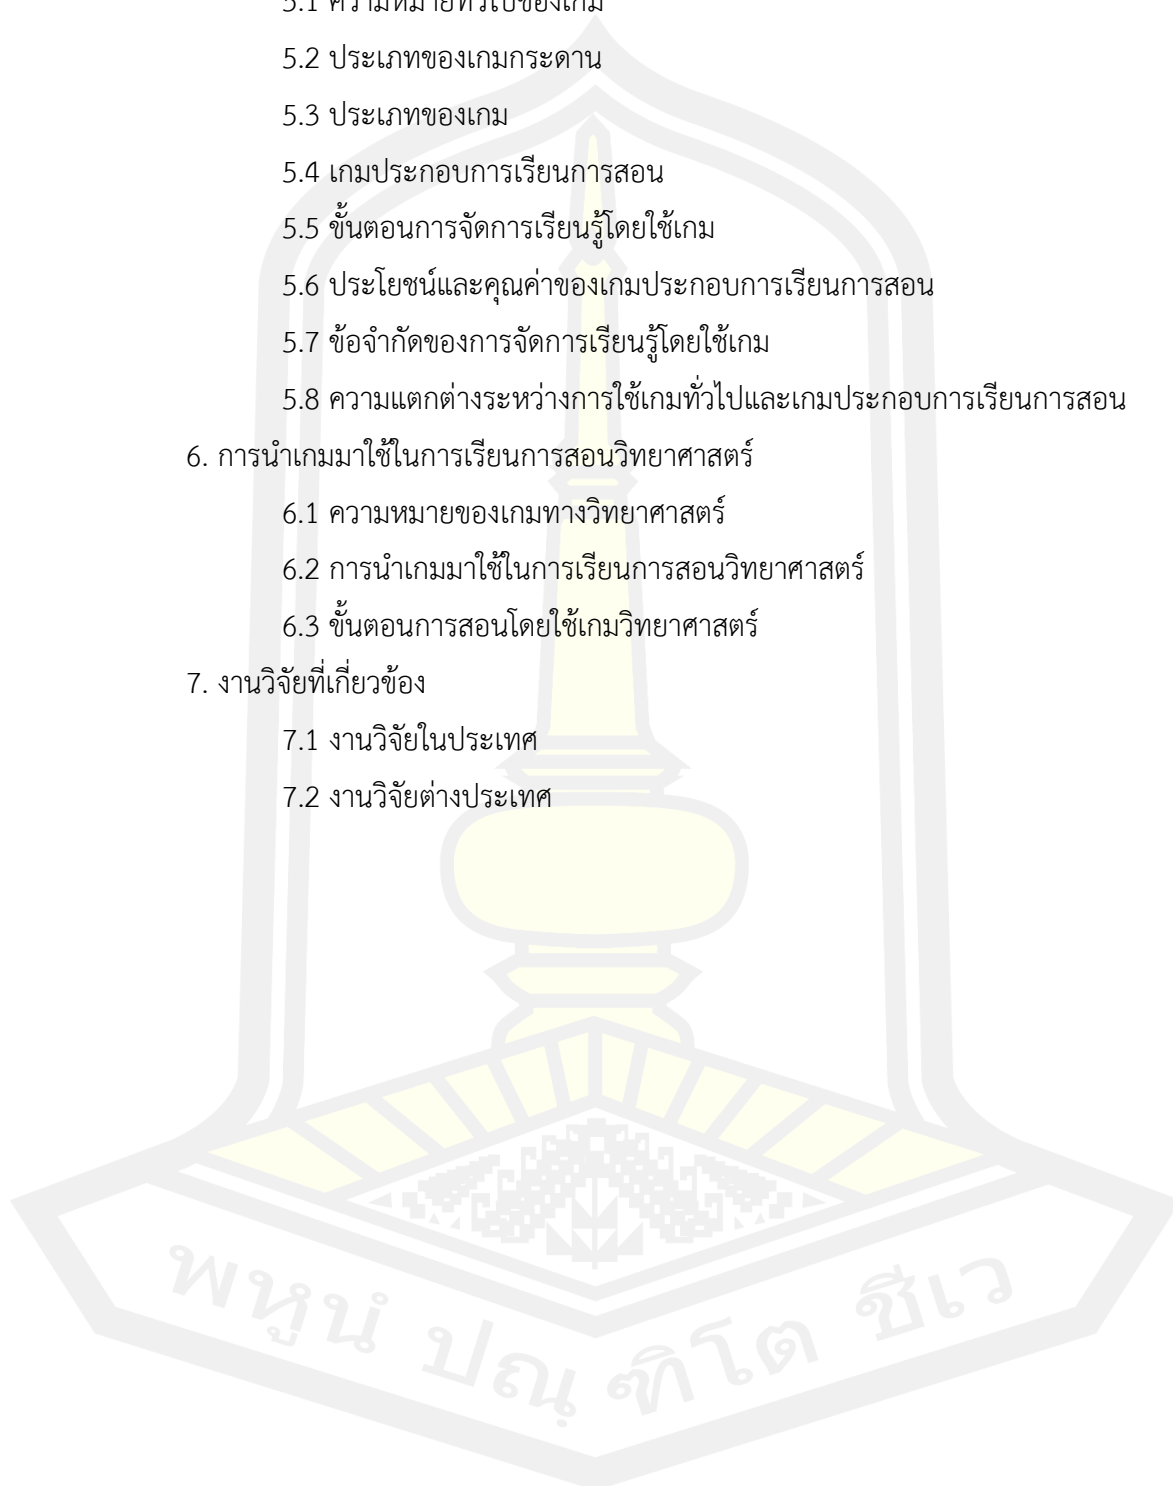 5.1 ความหมายทั่วไปของเกม
5.2 ประเภทของเกมกระดาน
5.3 ประเภทของเกม
5.4 เกมประกอบการเรียนการสอน
5.5 ขั้นตอนการจัดการเรียนรู้โดยใช้เกม
5.6 ประโยชน์และคุณค่าของเกมประกอบการเรียนการสอน
5.7 ข้อจำกัดของการจัดการเรียนรู้โดยใช้เกม
5.8 ความแตกต่างระหว่างการใช้เกมทั่วไปและเกมประกอบการเรียนการสอน
6. การนำเกมมาใช้ในการเรียนการสอนวิทยาศาสตร์
6.1 ความหมายของเกมทางวิทยาศาสตร์
6.2 การนำเกมมาใช้ในการเรียนการสอนวิทยาศาสตร์
6.3 ขั้นตอนการสอนโดยใช้เกมวิทยาศาสตร์
7. งานวิจัยที่เกี่ยวข้อง
7.1 งานวิจัยในประเทศ
7.2 งานวิจัยต่างประเทศ
พหูนํ ปณฺฑิโต ชีเว